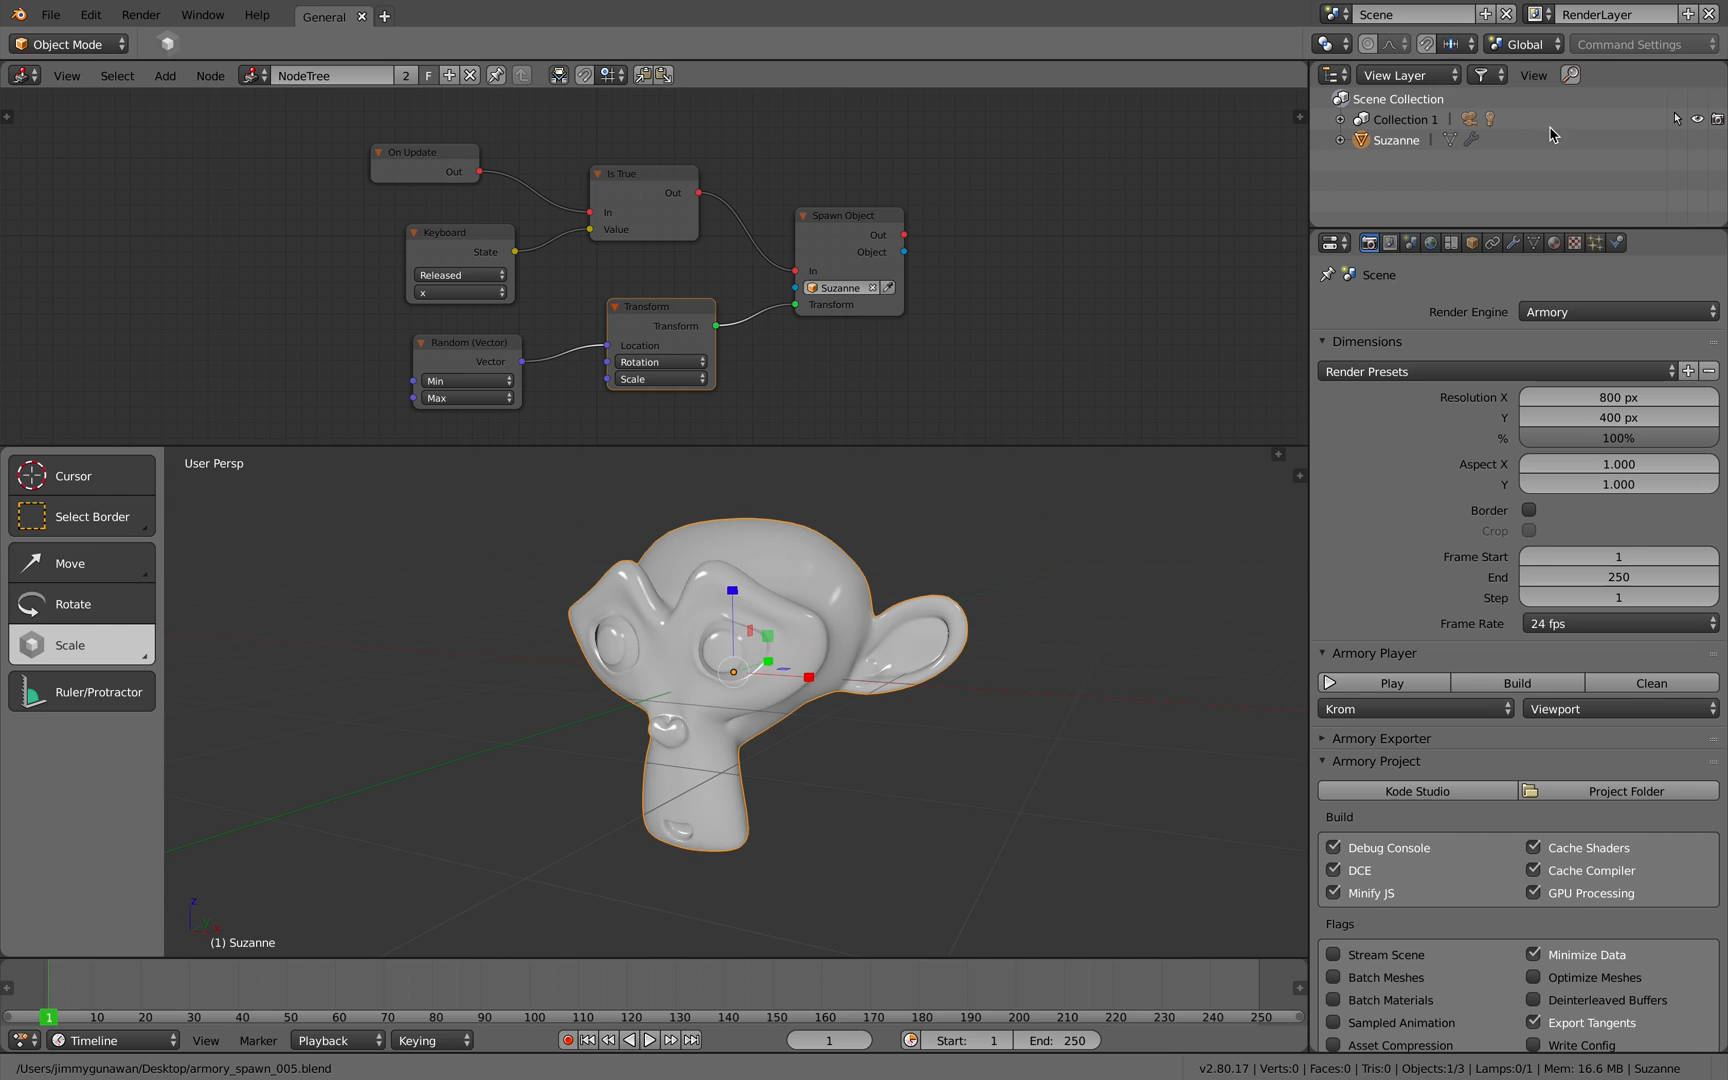 File Edit Render Window Help General
Scene RenderLayer
Object Mode
Global Command Settings
View Select Add Node NodeTree 2 F
View Layer View
Scene Collection
Collection 1
Suzanne
On Update
Out
Is True
Out
In
Value
Keyboard
State
Released
x
Spawn Object
Out
Object
In
Suzanne
Transform
Transform
Transform
Location
Rotation
Scale
Random (Vector)
Vector
Min
Max
Scene
Render Engine Armory
Dimensions
Render Presets
Resolution X 800 px
Y 400 px
% 100%
Aspect X 1.000
Y 1.000
Border
Crop
Frame Start 1
End 250
Step 1
Frame Rate 24 fps
Armory Player
Play Build Clean
Krom Viewport
Armory Exporter
Armory Project
Kode Studio Project Folder
Build
Debug Console Cache Shaders
DCE Cache Compiler
Minify JS GPU Processing
Flags
Stream Scene Minimize Data
Batch Meshes Optimize Meshes
Batch Materials Deinterleaved Buffers
Sampled Animation Export Tangents
Asset Compression Write Config
Cursor
Select Border
Move
Rotate
Scale
Ruler/Protractor
User Persp
z
y
x
(1) Suzanne
1 10 20 30 40 50 60 70 80 90 100 110 120 130 140 150 160 170 180 190 200 210 220 230 240 250
Timeline View Marker Playback Keying 1 Start: 1 End: 250
/Users/jimmygunawan/Desktop/armory_spawn_005.blend
v2.80.17 | Verts:0 | Faces:0 | Tris:0 | Objects:1/3 | Lamps:0/1 | Mem: 16.6 MB | Suzanne